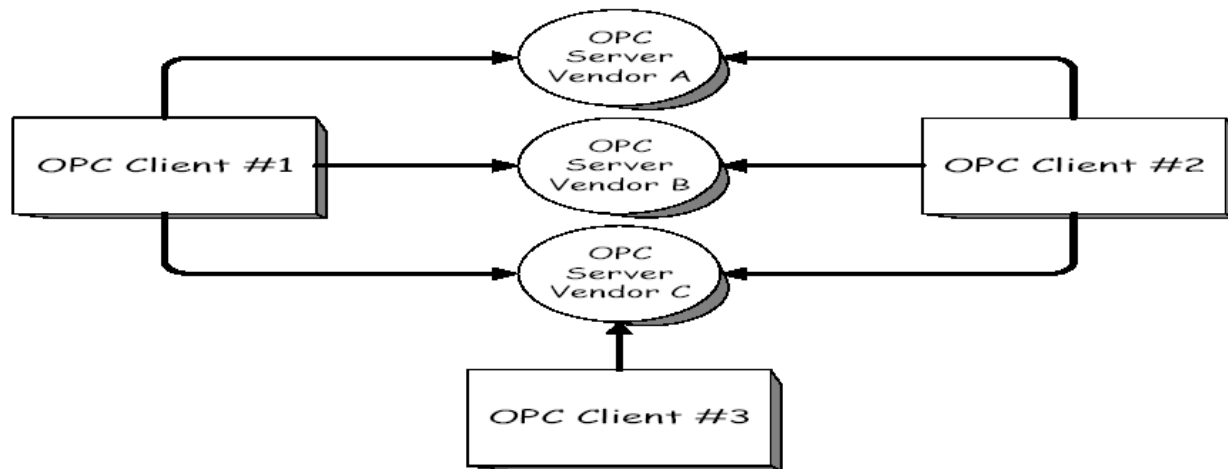 OPC
Server
Vendor A
OPC Client #1
OPC
Server
Vendor B
OPC Client #2
OPC
Server
Vendor C
OPC Client #3